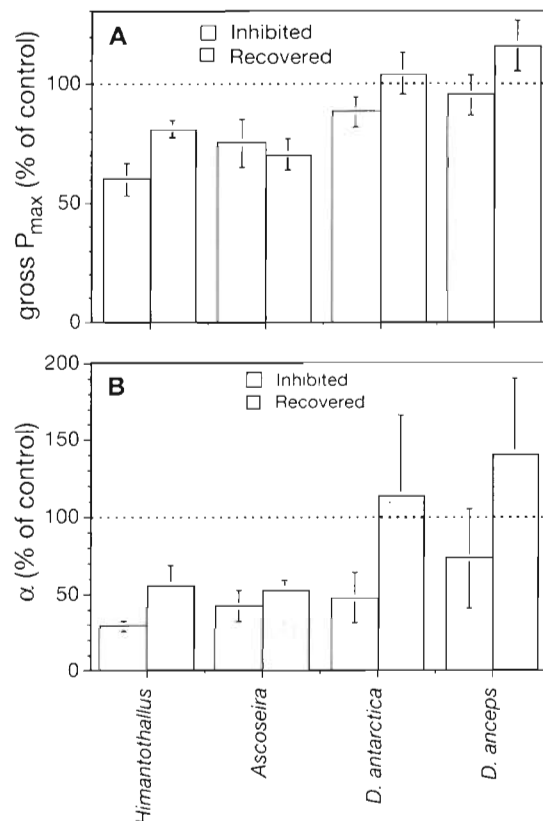 A
Inhibited
Recovered
100
50
0
gross Pmax (% of control)
B
Inhibited
Recovered
200
150
100
50
0
α (% of control)
Himantothallus
Ascoseira
D. antarctica
D. anceps